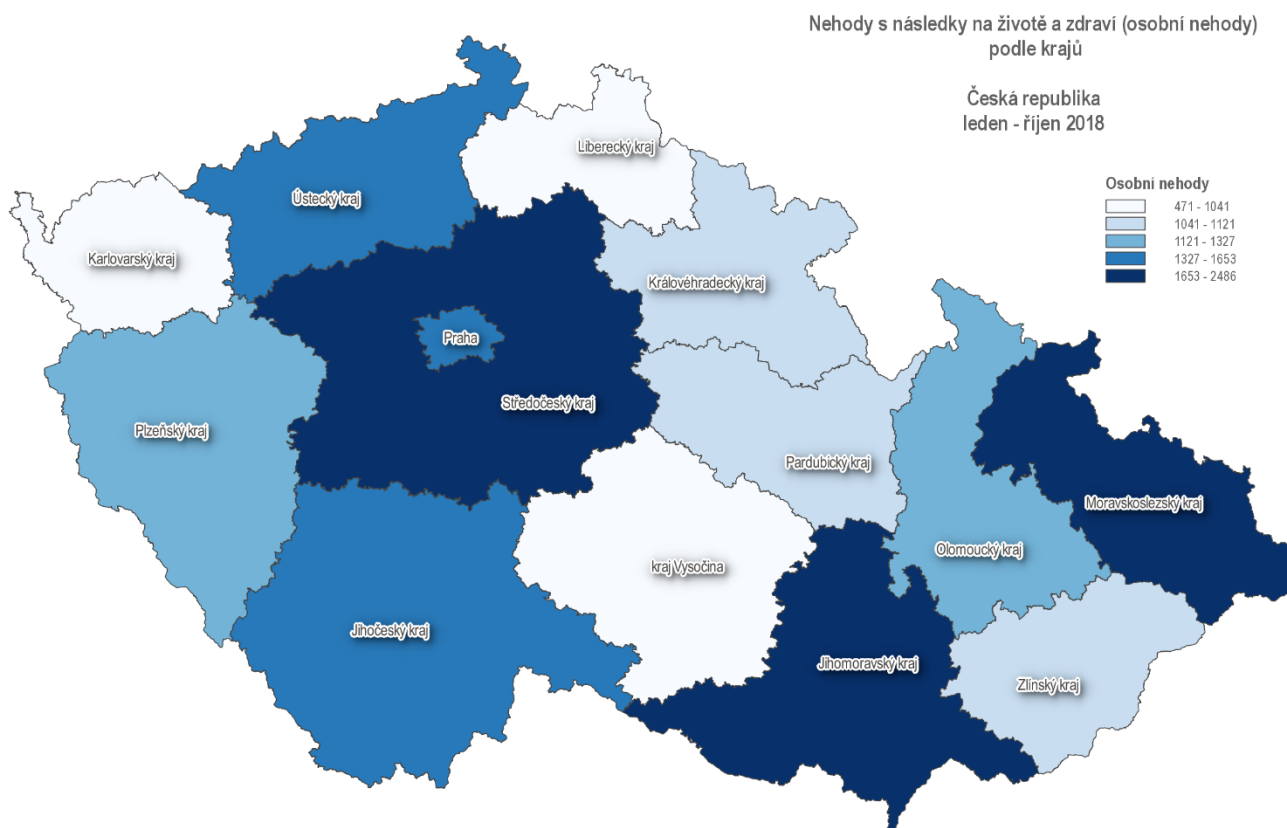 Nehody s následky na životě a zdraví (osobní nehody)
podle krajů
Česká republika
leden - říjen 2018
Osobní nehody
471 - 1041
1041 - 1121
1121 - 1327
1327 - 1653
1653 - 2486
Liberecký kraj
Ústecký kraj
Karlovarský kraj
Královéhradecký kraj
Praha
Středočeský kraj
Plzeňský kraj
Pardubický kraj
Moravskoslezský kraj
Olomoucký kraj
kraj Vysočina
Jihočeský kraj
Jihomoravský kraj
Zlínský kraj